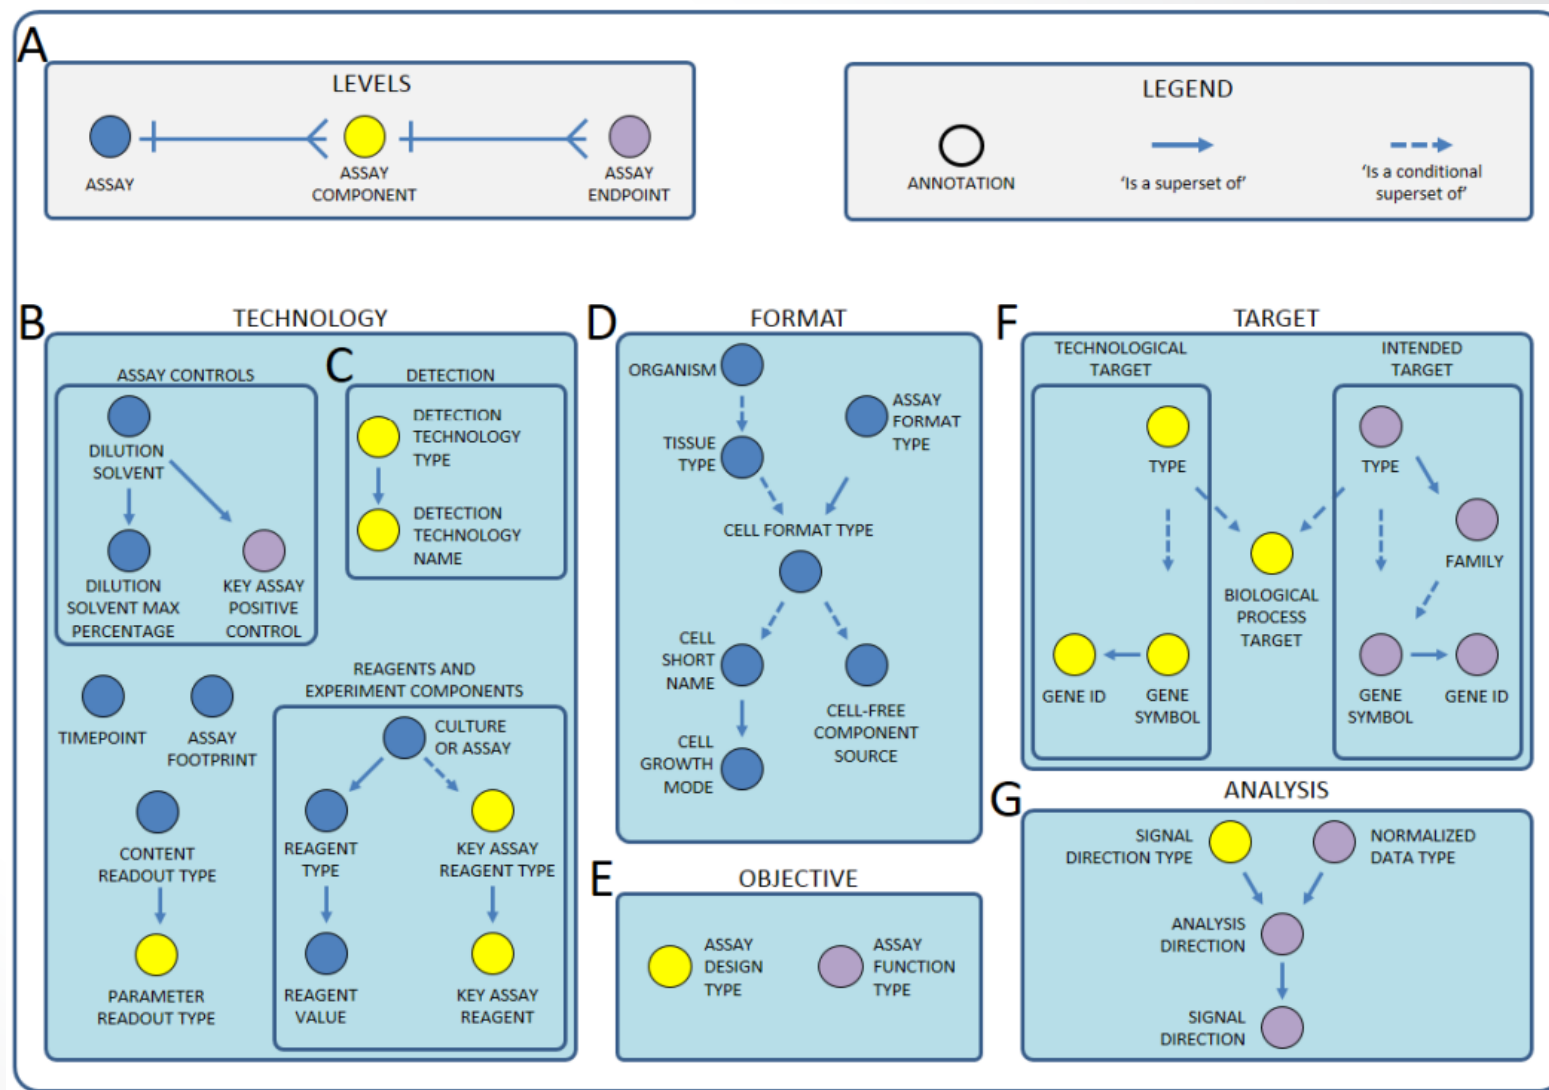 A
LEVELS
ASSAY
ASSAY
COMPONENT
ASSAY
ENDPOINT
LEGEND
ANNOTATION
‘Is a superset of’
‘Is a conditional
superset of’
B
TECHNOLOGY
ASSAY CONTROLS
DILUTION
SOLVENT
DILUTION
SOLVENT MAX
PERCENTAGE
KEY ASSAY
POSITIVE
CONTROL
C
DETECTION
DETECTION
TECHNOLOGY
TYPE
DETECTION
TECHNOLOGY
NAME
TIMEPOINT
ASSAY
FOOTPRINT
CONTENT
READOUT TYPE
PARAMETER
READOUT TYPE
REAGENTS AND
EXPERIMENT COMPONENTS
CULTURE
OR ASSAY
REAGENT
TYPE
KEY ASSAY
REAGENT TYPE
REAGENT
VALUE
KEY ASSAY
REAGENT
D
FORMAT
ORGANISM
ASSAY
FORMAT
TYPE
TISSUE
TYPE
CELL FORMAT TYPE
CELL
SHORT
NAME
CELL-FREE
COMPONENT
SOURCE
CELL
GROWTH
MODE
E
OBJECTIVE
ASSAY
DESIGN
TYPE
ASSAY
FUNCTION
TYPE
F
TARGET
TECHNOLOGICAL
TARGET
INTENDED
TARGET
TYPE
TYPE
FAMILY
BIOLOGICAL
PROCESS
TARGET
GENE ID
GENE
SYMBOL
GENE
SYMBOL
GENE ID
G
ANALYSIS
SIGNAL
DIRECTION TYPE
NORMALIZED
DATA TYPE
ANALYSIS
DIRECTION
SIGNAL
DIRECTION